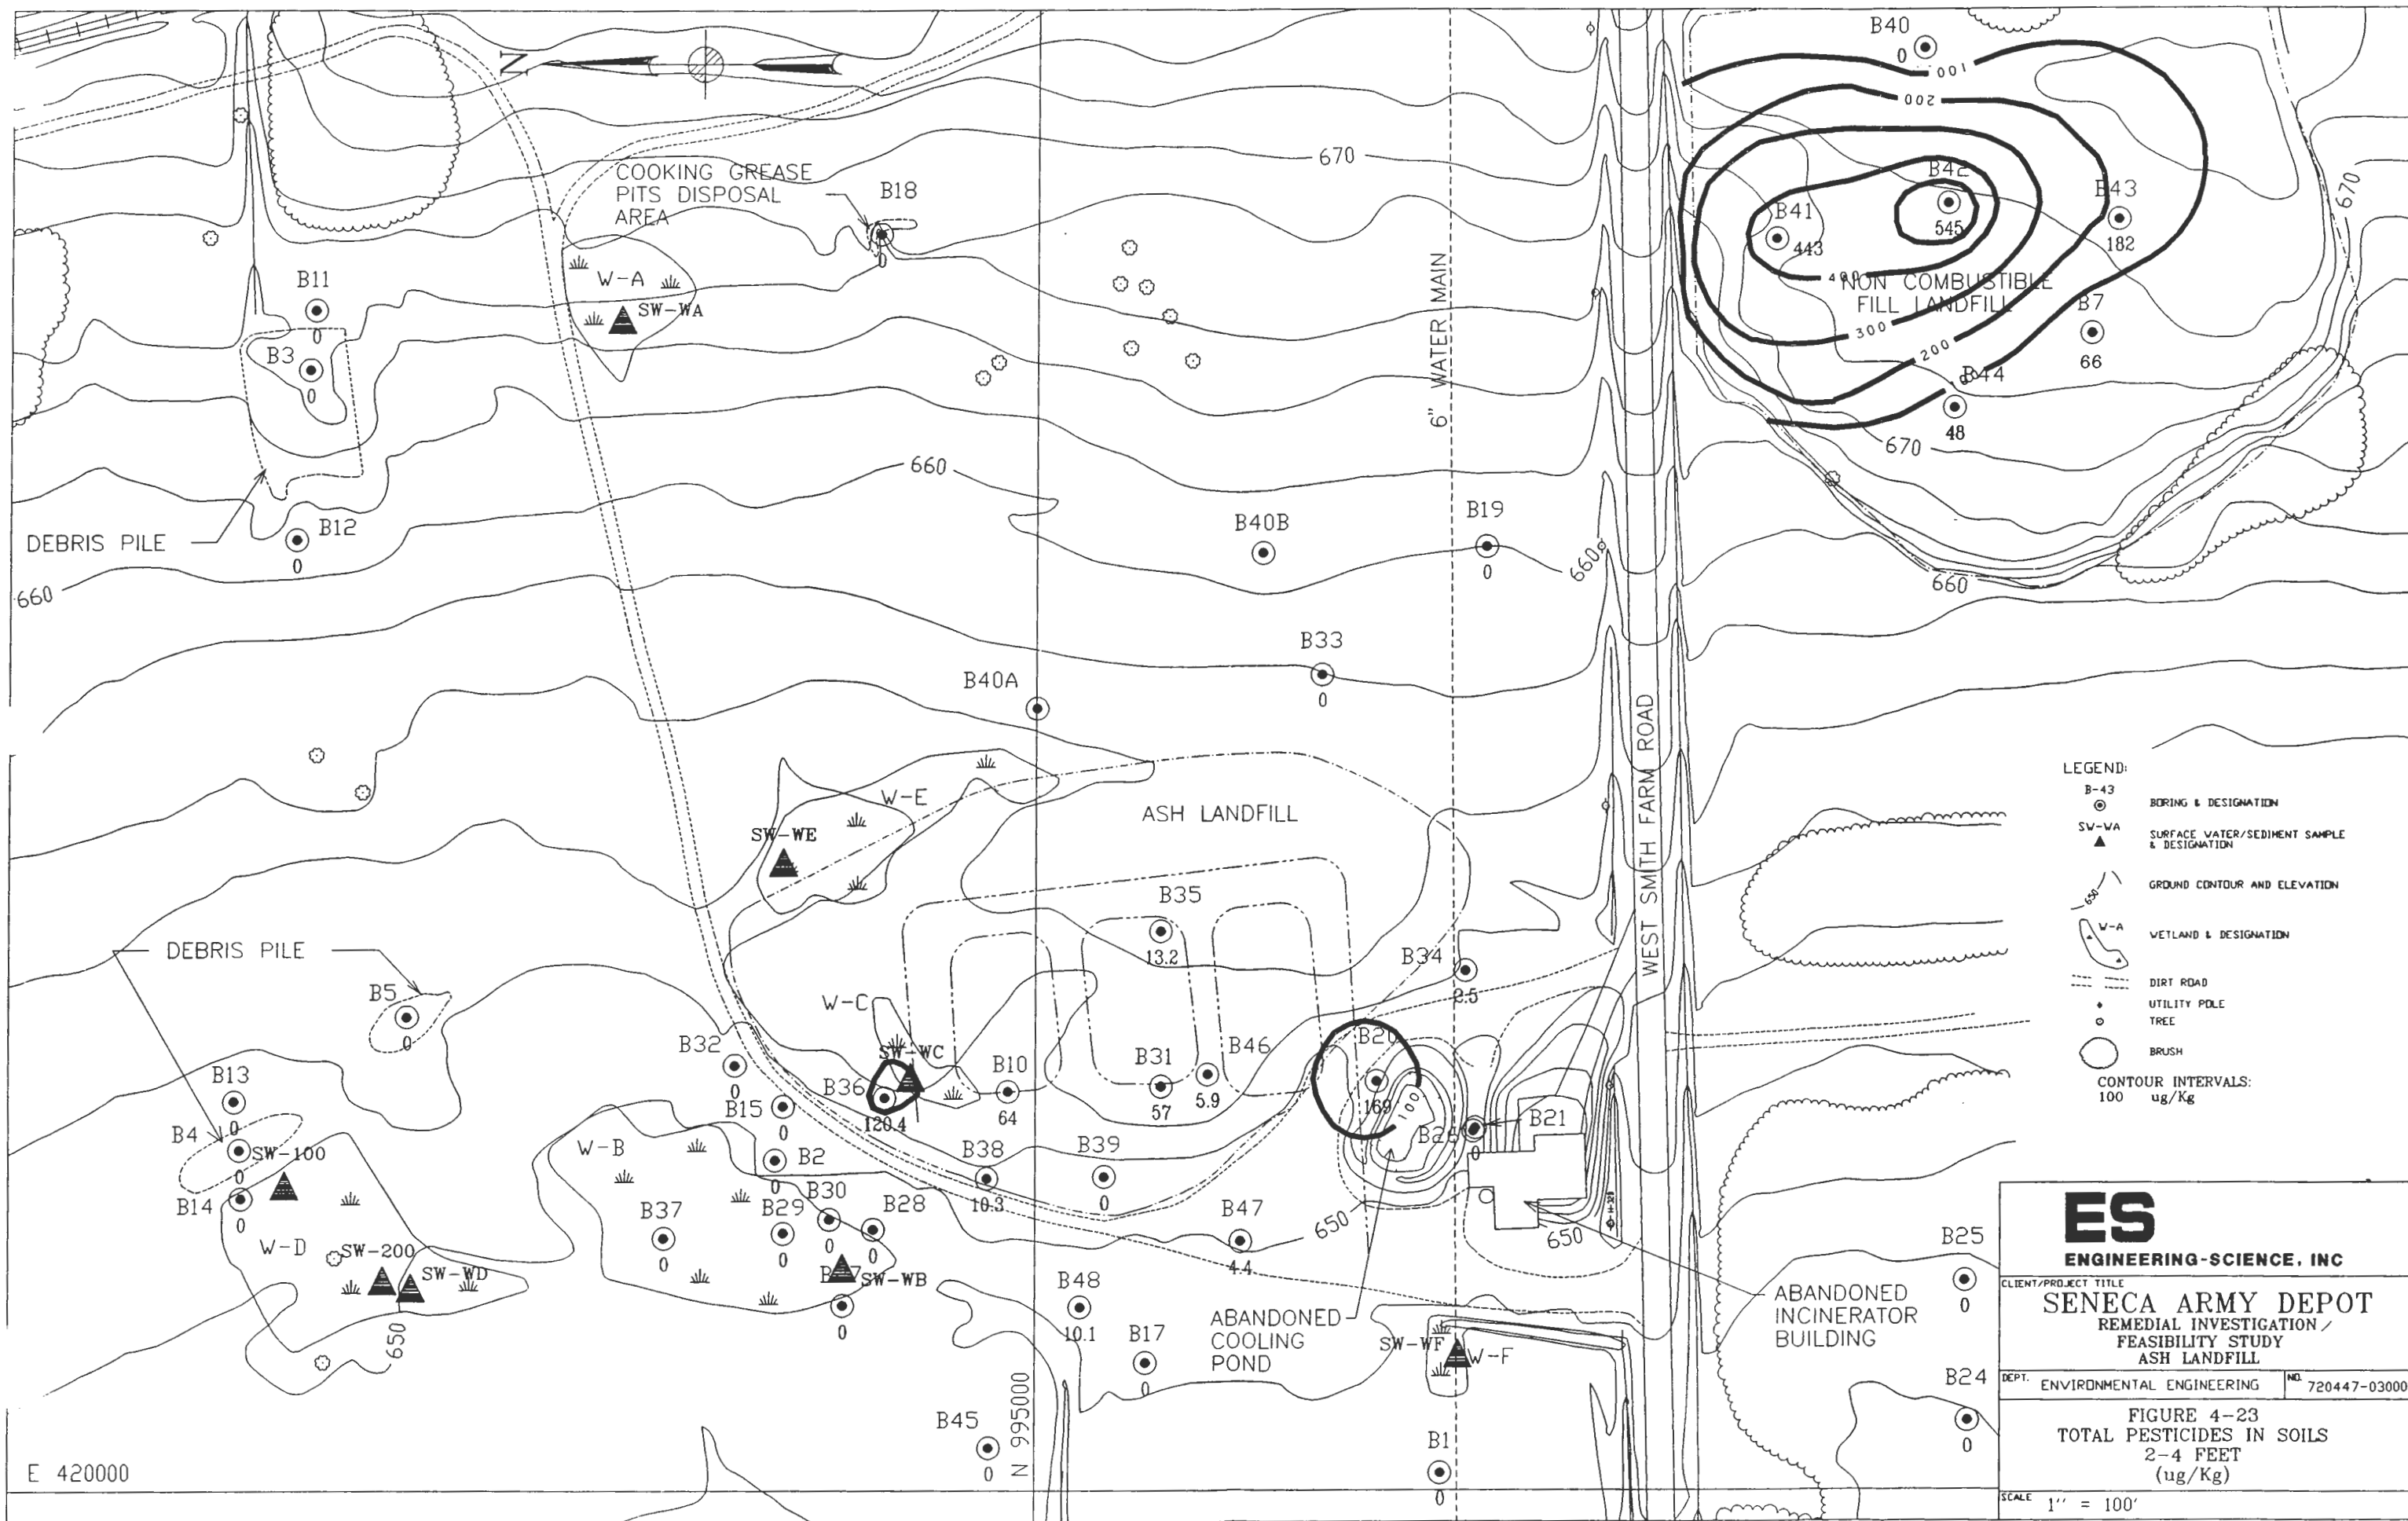 N
B40
0
100
200
670
COOKING GREASE
PITS DISPOSAL
AREA
B18
0
B42
545
B41
443
B43
182
670
400
NON COMBUSTIBLE
FILL LANDFILL
W-A
SW-WA
B11
0
B3
0
6" WATER MAIN
B7
66
300
200
B44
48
670
660
DEBRIS PILE
B12
0
B40B
B19
0
660
660
660
B33
0
B40A
WEST SMITH FARM ROAD
LEGEND:
B-43
BORING & DESIGNATION
SW-WA
SURFACE WATER/SEDIMENT SAMPLE
& DESIGNATION
650
GROUND CONTOUR AND ELEVATION
W-A
WETLAND & DESIGNATION
DIRT ROAD
UTILITY POLE
TREE
BRUSH
CONTOUR INTERVALS:
100 ug/Kg
W-E
SW-WE
ASH LANDFILL
B35
13.2
B34
2.5
DEBRIS PILE
B5
0
W-C
SW-WC
B32
0
B36
120.4
B10
64
B31
57
B46
5.9
B20
169
100
B21
0
B13
0
B4
0
SW-100
B14
0
B15
0
B2
0
W-B
B38
10.3
B39
0
B37
0
B29
0
B30
0
B28
0
SW-WB
0
B47
4.4
650
650
W-D
SW-200
SW-WD
650
B48
10.1
B17
0
ABANDONED
COOLING
POND
SW-WF
W-F
ABANDONED
INCINERATOR
BUILDING
B25
0
B24
0
B45
0
N 995000
B1
0
E 420000
ES
ENGINEERING-SCIENCE, INC
CLIENT/PROJECT TITLE
SENECA ARMY DEPOT
REMEDIAL INVESTIGATION/
FEASIBILITY STUDY
ASH LANDFILL
DEPT. ENVIRONMENTAL ENGINEERING NO. 720447-03000
FIGURE 4-23
TOTAL PESTICIDES IN SOILS
2-4 FEET
(ug/Kg)
SCALE 1'' = 100'